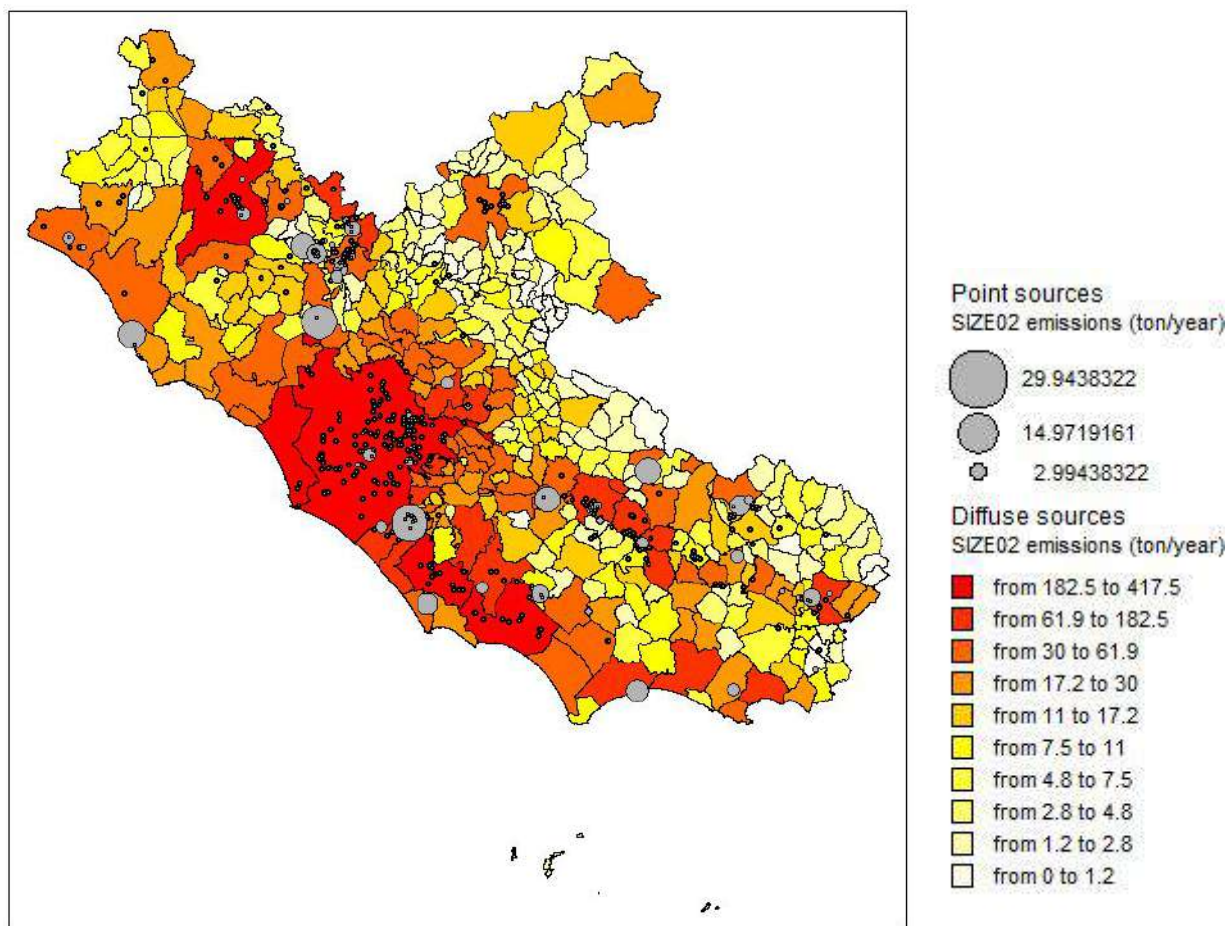 Point sources
SIZE02 emissions (ton/year)
29.9438322
14.9719161
2.99438322
Diffuse sources
SIZE02 emissions (ton/year)
from 182.5 to 417.5
from 61.9 to 182.5
from 30 to 61.9
from 17.2 to 30
from 11 to 17.2
from 7.5 to 11
from 4.8 to 7.5
from 2.8 to 4.8
from 1.2 to 2.8
from 0 to 1.2